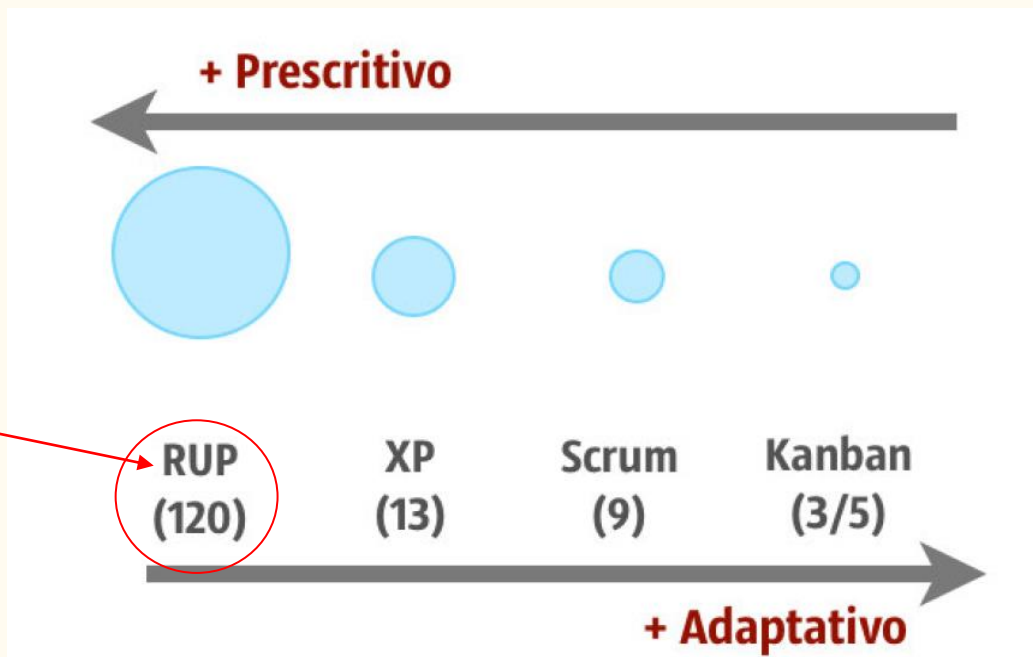 + Prescritivo
RUP
(120)
XP
(13)
Scrum
(9)
Kanban
(3/5)
+ Adaptativo